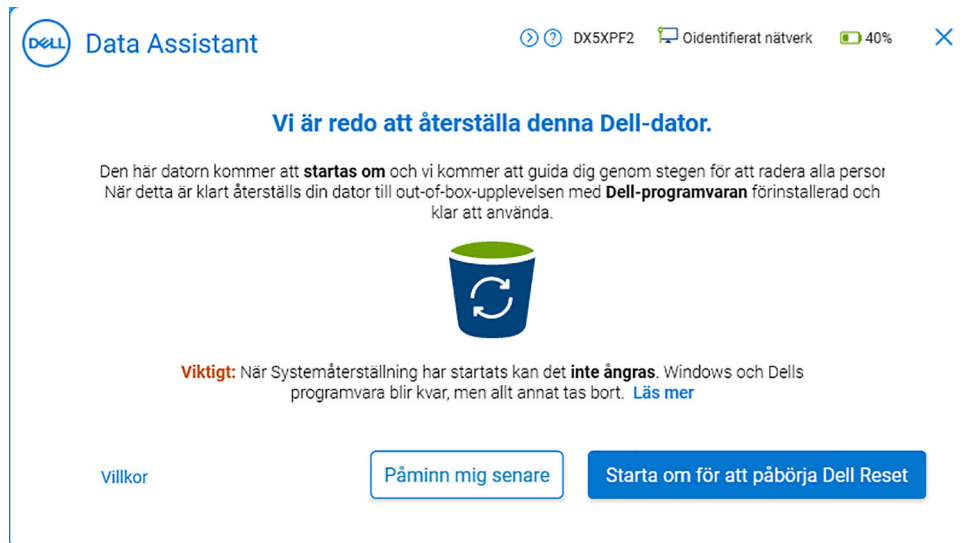 DELL Data Assistant DX5XPF2 Oidentifierat nätverk 40%
Vi är redo att återställa denna Dell-dator.
Den här datorn kommer att startas om och vi kommer att guida dig genom stegen för att radera alla person
När detta är klart återställs din dator till out-of-box-upplevelsen med Dell-programvaran förinstallerad och
klar att använda.
Viktigt: När Systemåterställning har startats kan det inte ångras. Windows och Dells
programvara blir kvar, men allt annat tas bort. Läs mer
Villkor Påminn mig senare Starta om för att påbörja Dell Reset